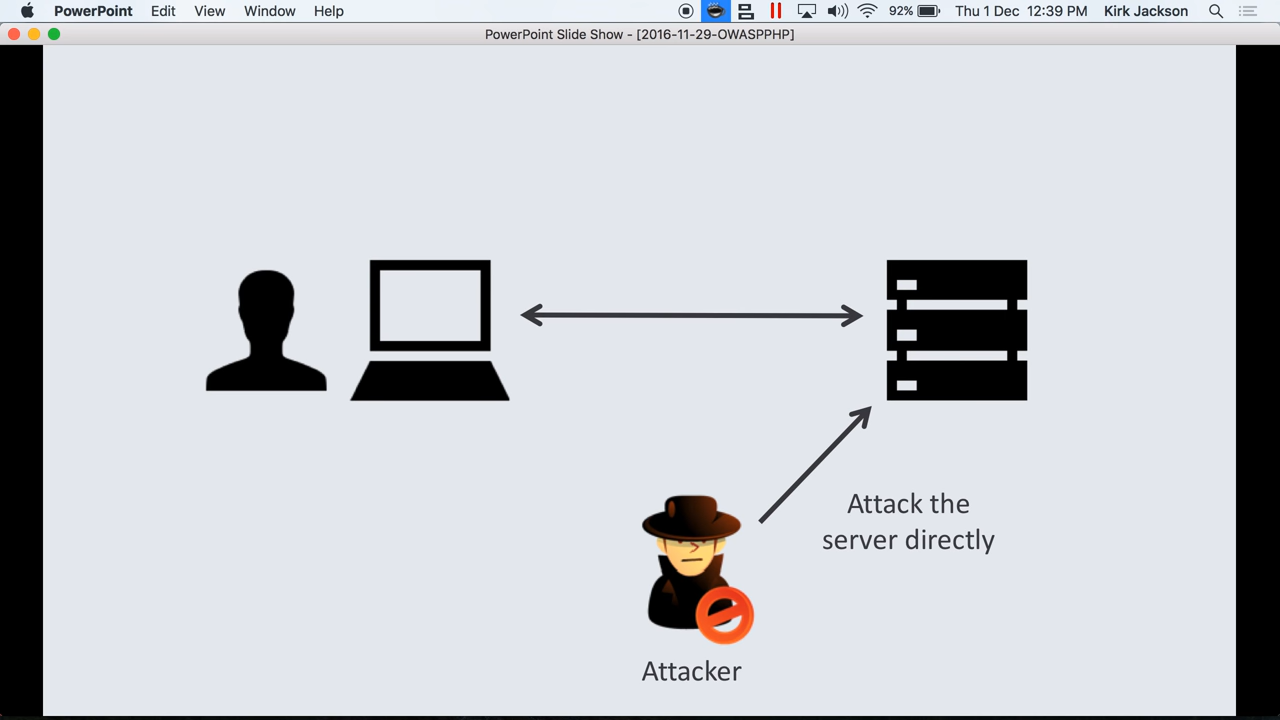 PowerPoint Edit View Window Help 92% Thu 1 Dec 12:39 PM Kirk Jackson
PowerPoint Slide Show - [2016-11-29-OWASPPHP]
Attack the
server directly
Attacker